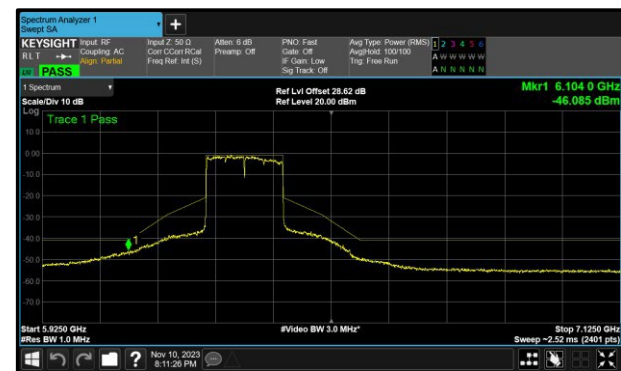 Spectrum Analyzer 1
Swept SA
KEYSIGHT Input: RF
RLT
Coupling: AC
Align: Partial
PASS
Input Z: 50 Ω
Corr CCorr RCal
Freq Ref: Int (S)
Atten: 6 dB
Preamp: Off
PNO: Fast
Gate: Off
IF Gain: Low
Sig Track: Off
Avg Type: Power (RMS)
Avg|Hold: 100/100
Trig: Free Run
1 2 3 4 5 6
A W W W W W
A N N N N N
1 Spectrum
Scale/Div 10 dB
Ref Lvl Offset 28.62 dB
Ref Level 20.00 dBm
Mkr1 6.104 0 GHz
-46.085 dBm
Log
Trace 1 Pass
10.0
0.00
-10.0
-20.0
-30.0
-40.0
-50.0
-60.0
-70.0
1
Start 5.9250 GHz
#Res BW 1.0 MHz
#Video BW 3.0 MHz*
Stop 7.1250 GHz
Sweep ~2.52 ms (2401 pts)
?
Nov 10, 2023
8:11:26 PM